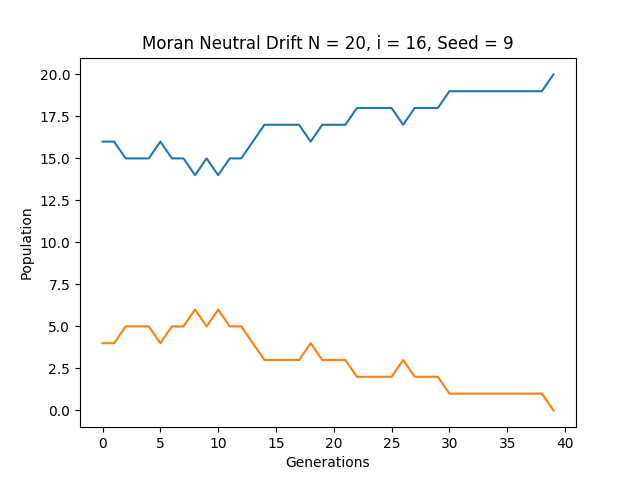 Moran Neutral Drift N = 20, i = 16, Seed = 9
20.0
17.5
15.0
12.5
10.0
7.5
5.0
2.5
0.0
Population
0 5 10 15 20 25 30 35 40
Generations